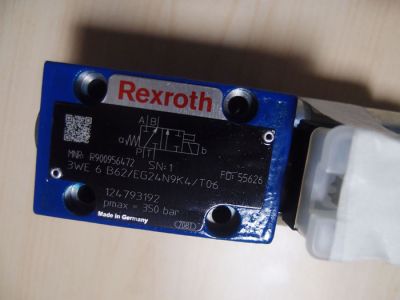 Rexroth
A B
a b
P T
MNR: R900956472 SN: 1 FD: 55626
3WE 6 B62/EG24N9K4/T06
124793192
pmax = 350 bar
Made in Germany 7081